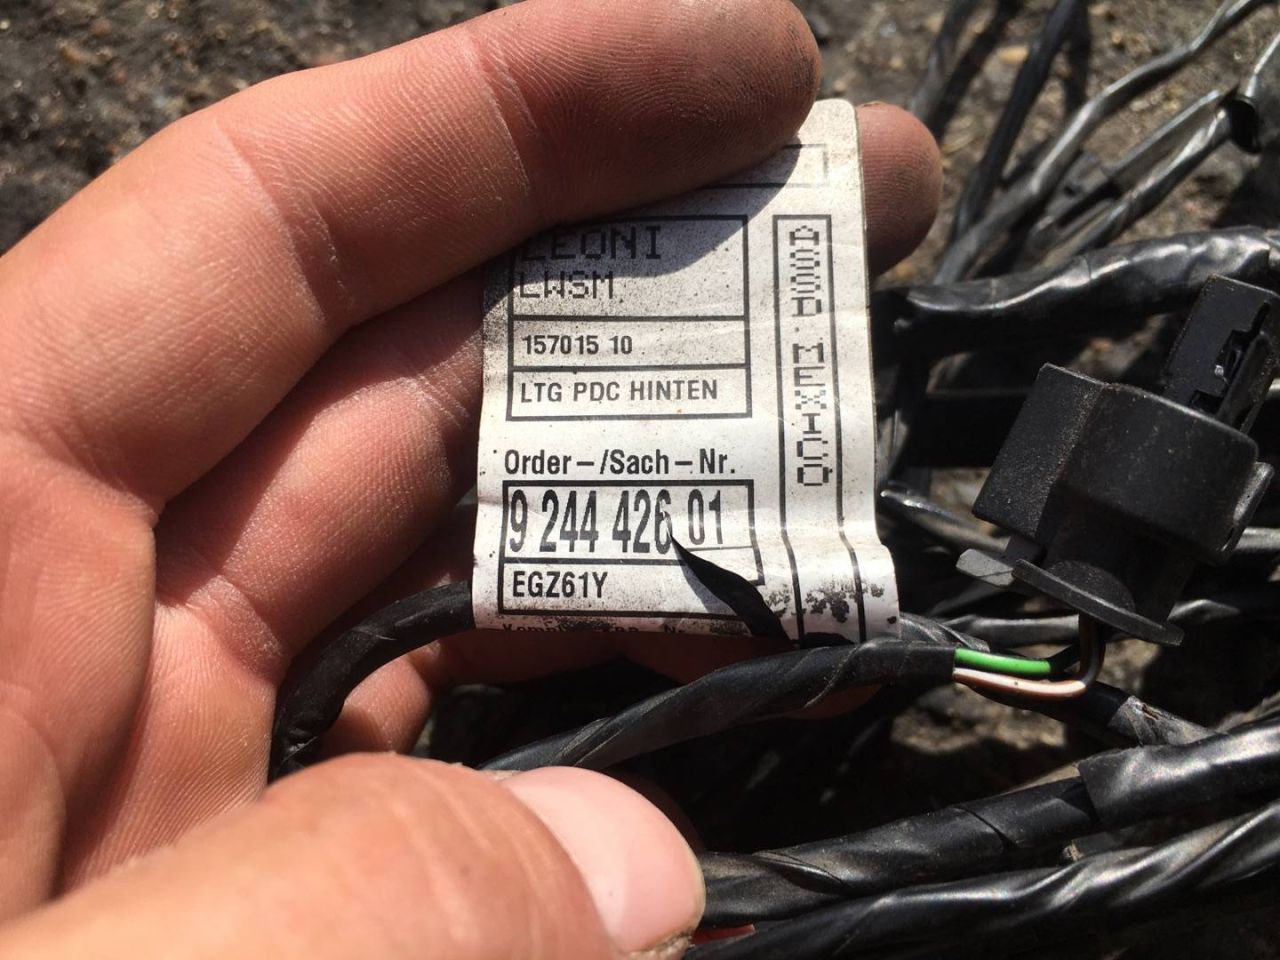 LEONI
LWSM
157015 10
LTG PDC HINTEN
Order-/Sach-Nr.
9 244 426 01
EGZ61Y
ASSD.MEXICO